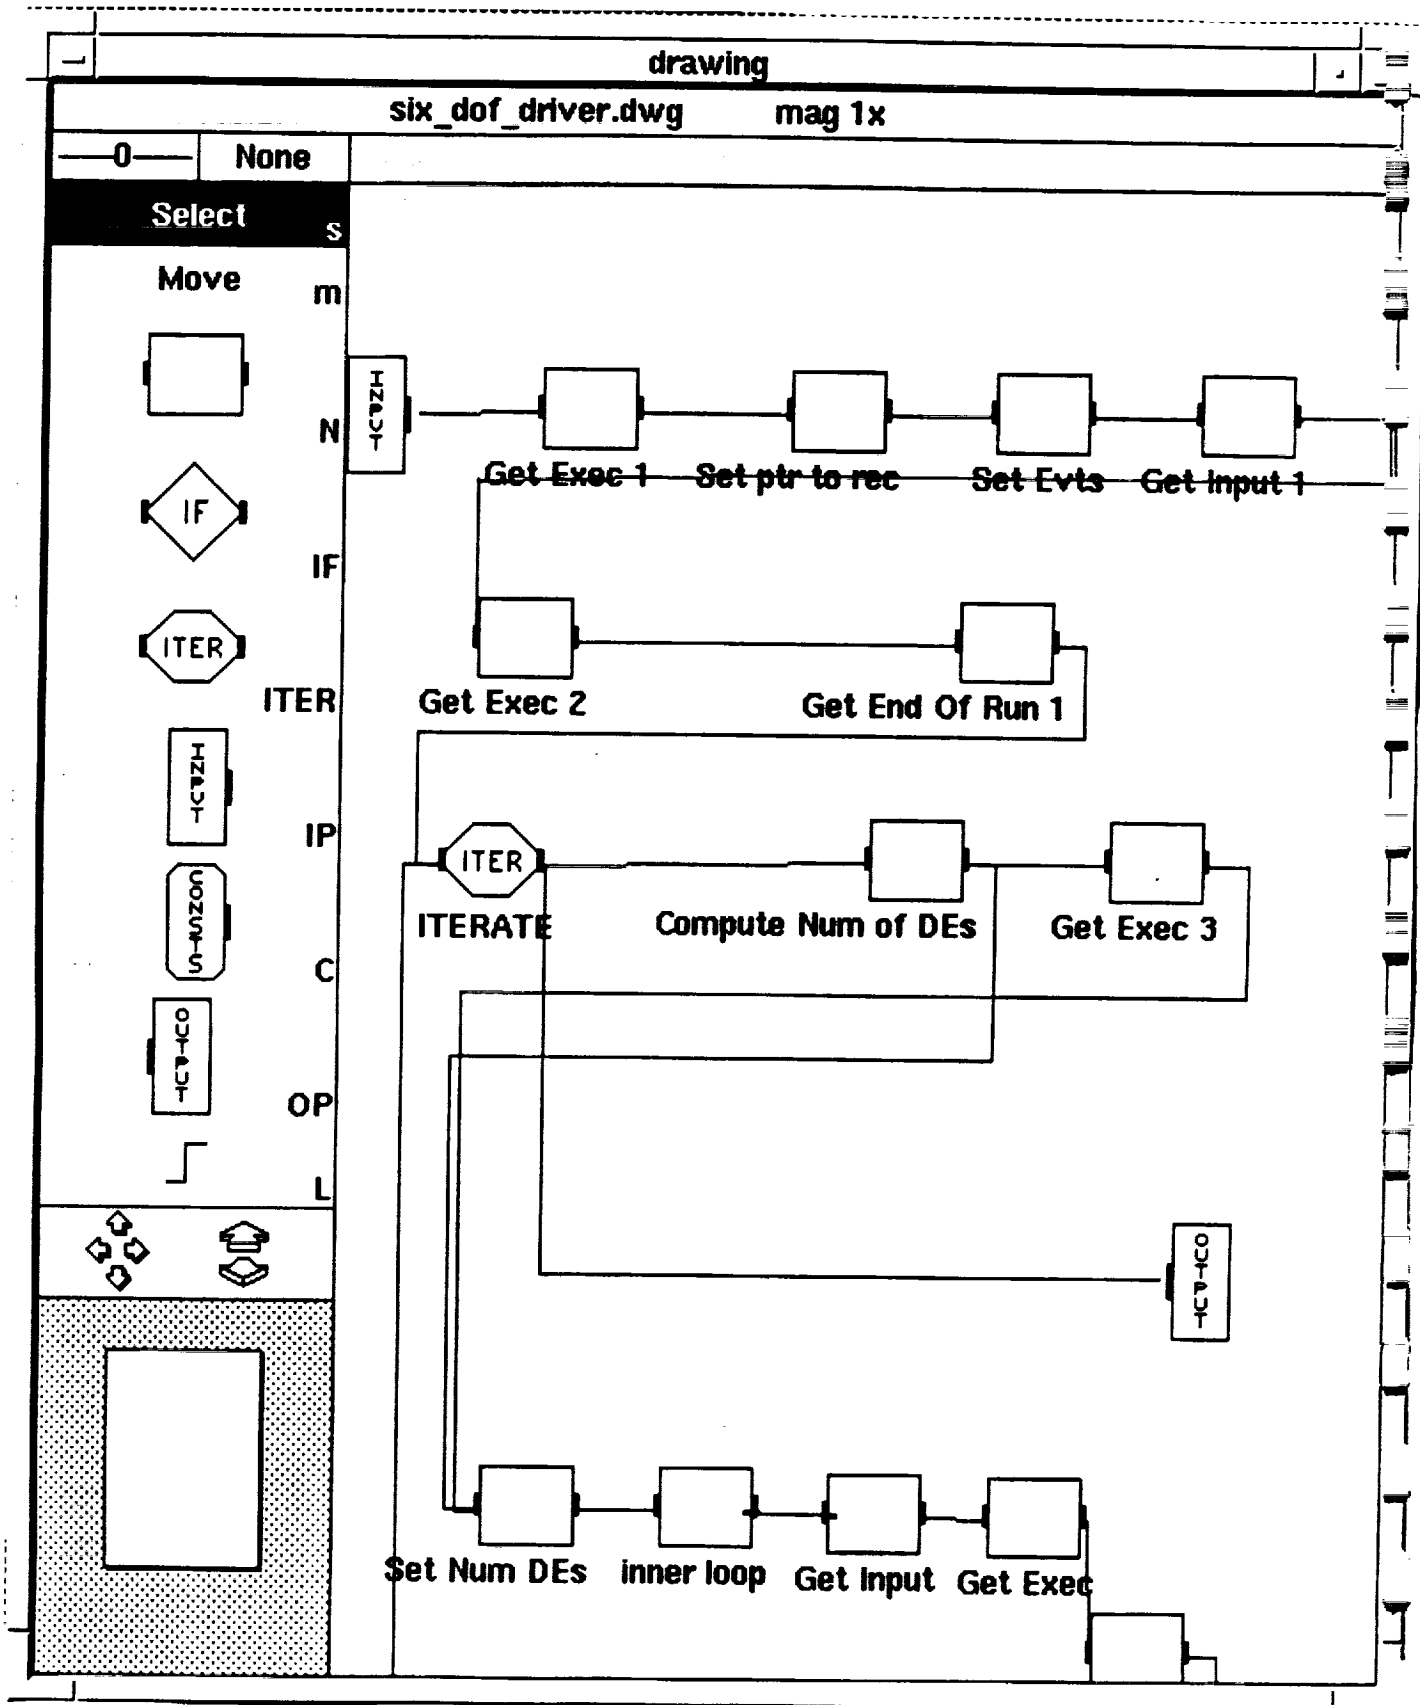 drawing
six_dof_driver.dwg mag 1x
0 None
Select s
Move m
N
IF
IF
ITER
ITER
INPUT
IP
CONSTS
C
OUTPUT
OP
L
INPUT
Get Exec 1 Set ptr to rec Set Evts Get Input 1
Get Exec 2 Get End Of Run 1
ITER
ITERATE Compute Num of DEs Get Exec 3
OUTPUT
Set Num DEs inner loop Get Input Get Exec